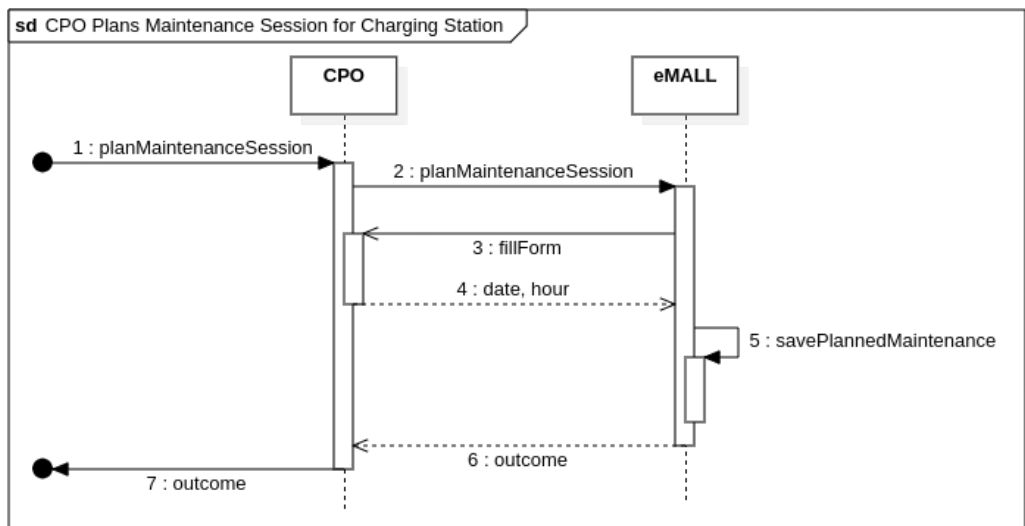 sd CPO Plans Maintenance Session for Charging Station
CPO
eMALL
1 : planMaintenanceSession
2 : planMaintenanceSession
3 : fillForm
4 : date, hour
5 : savePlannedMaintenance
6 : outcome
7 : outcome